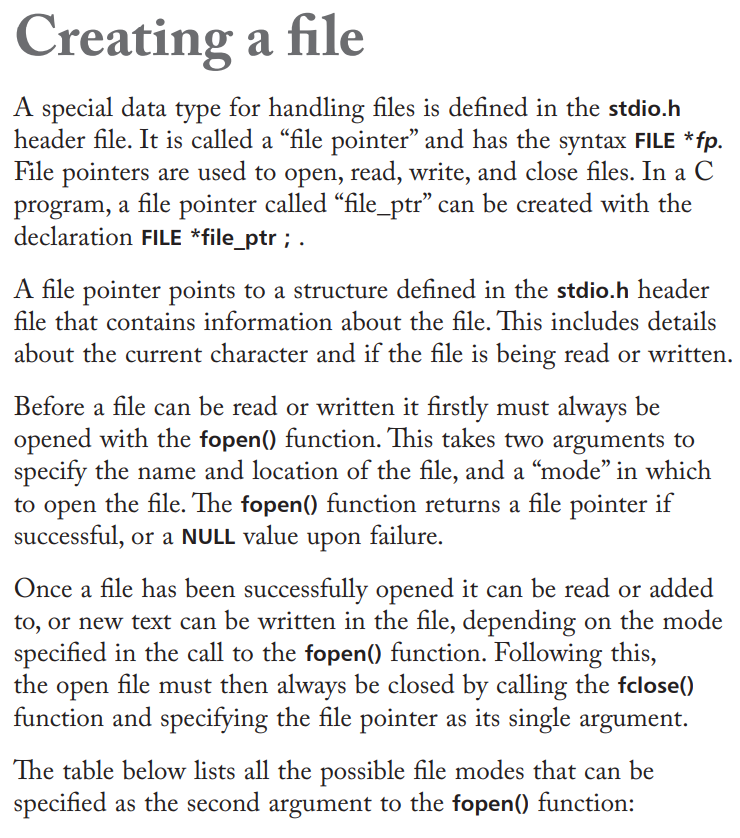 Creating a file
A special data type for handling files is defined in the stdio.h
header file. It is called a “file pointer” and has the syntax FILE *fp.
File pointers are used to open, read, write, and close files. In a C
program, a file pointer called “file_ptr” can be created with the
declaration FILE *file_ptr ; .
A file pointer points to a structure defined in the stdio.h header
file that contains information about the file. This includes details
about the current character and if the file is being read or written.
Before a file can be read or written it firstly must always be
opened with the fopen() function. This takes two arguments to
specify the name and location of the file, and a “mode” in which
to open the file. The fopen() function returns a file pointer if
successful, or a NULL value upon failure.
Once a file has been successfully opened it can be read or added
to, or new text can be written in the file, depending on the mode
specified in the call to the fopen() function. Following this,
the open file must then always be closed by calling the fclose()
function and specifying the file pointer as its single argument.
The table below lists all the possible file modes that can be
specified as the second argument to the fopen() function: